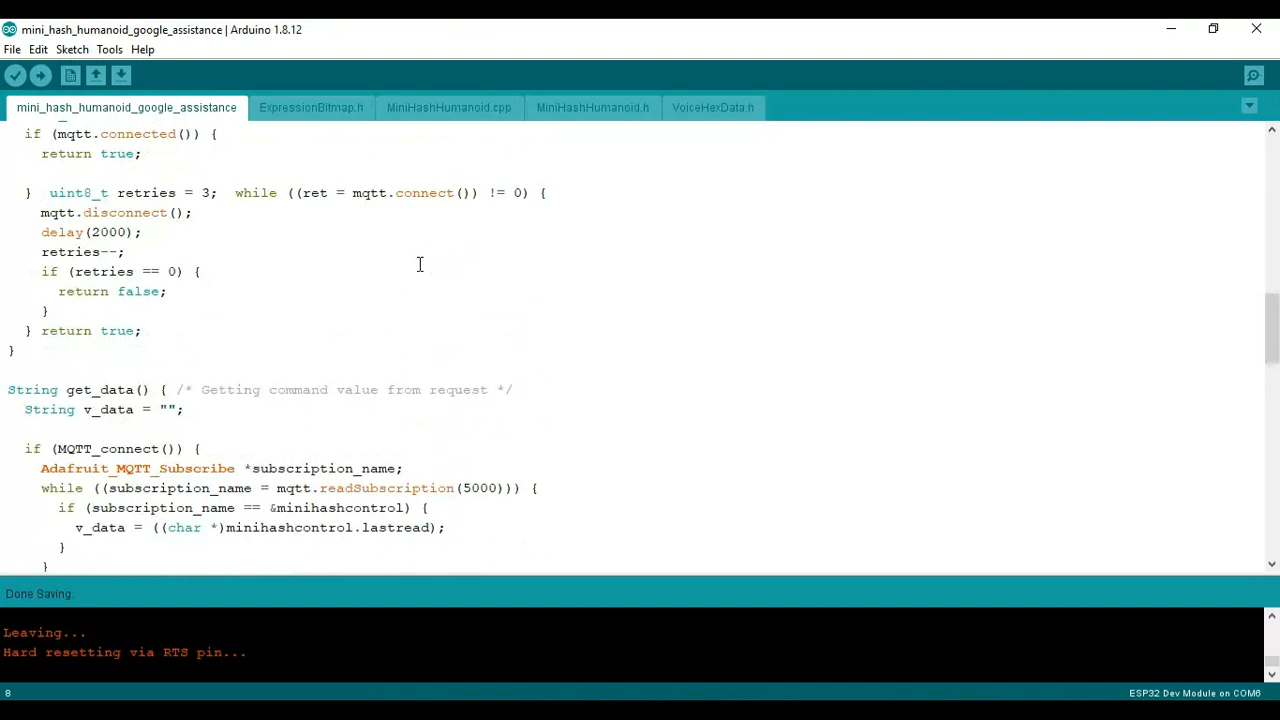 mini_hash_humanoid_google_assistance | Arduino 1.8.12
File Edit Sketch Tools Help
mini_hash_humanoid_google_assistance ExpressionBitmap.h MiniHashHumanoid.cpp MiniHashHumanoid.h VoiceHexData.h
if (mqtt.connected()) {
return true;
} uint8_t retries = 3; while ((ret = mqtt.connect()) != 0) {
mqtt.disconnect();
delay(2000);
retries--;
if (retries == 0) {
return false;
}
} return true;
}
String get_data() { /* Getting command value from request */
String v_data = "";
if (MQTT_connect()) {
Adafruit_MQTT_Subscribe *subscription_name;
while ((subscription_name = mqtt.readSubscription(5000))) {
if (subscription_name == &minihashcontrol) {
v_data = ((char *)minihashcontrol.lastread);
}
}
Done Saving.
Leaving...
Hard resetting via RTS pin...
8 ESP32 Dev Module on COM6